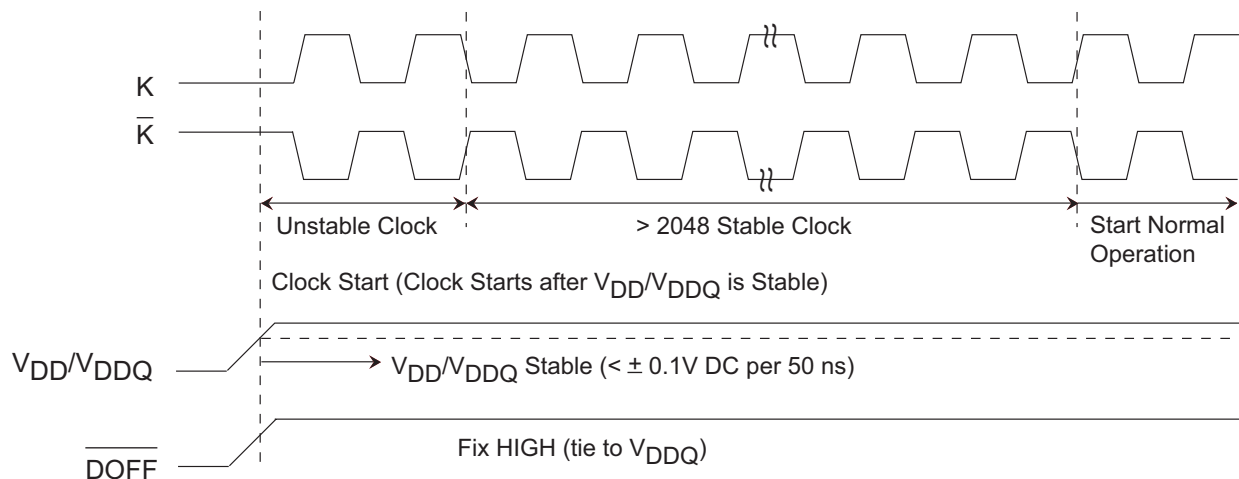 K
K̅
Unstable Clock
> 2048 Stable Clock
Start Normal
Operation
Clock Start (Clock Starts after VDD/VDDQ is Stable)
VDD/VDDQ
VDD/VDDQ Stable (< ± 0.1V DC per 50 ns)
Fix HIGH (tie to VDDQ)
D̅O̅F̅F̅